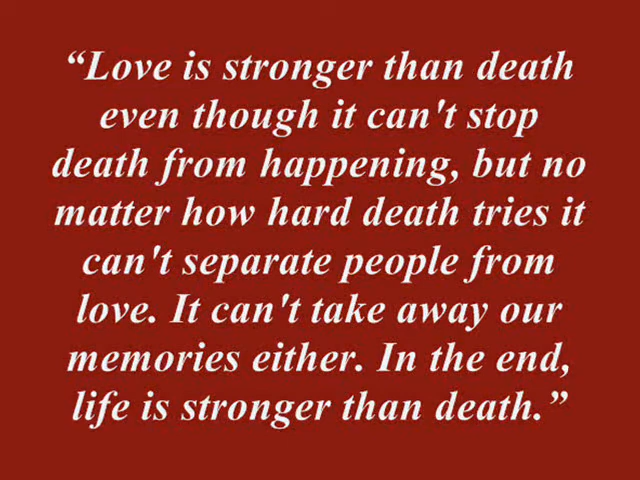 “Love is stronger than death
even though it can't stop
death from happening, but no
matter how hard death tries it
can't separate people from
love. It can't take away our
memories either. In the end,
life is stronger than death.”